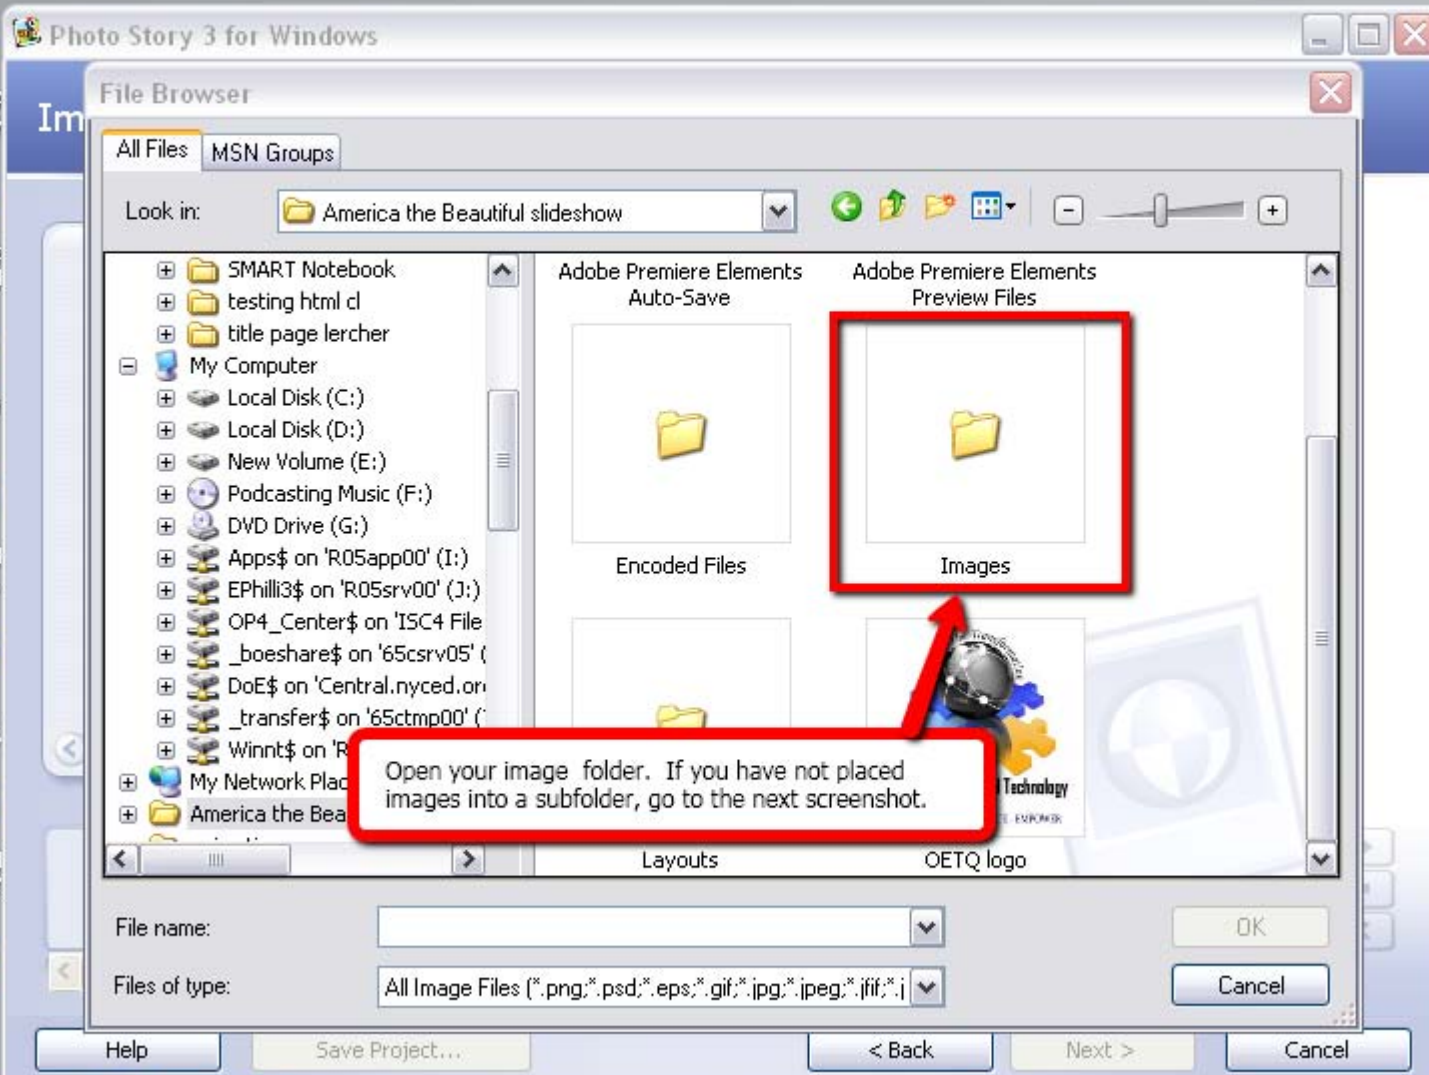 Photo Story 3 for Windows
File Browser
Im
All Files
MSN Groups
Look in:
America the Beautiful slideshow
SMART Notebook
testing html cl
title page lercher
My Computer
Local Disk (C:)
Local Disk (D:)
New Volume (E:)
Podcasting Music (F:)
DVD Drive (G:)
Apps$ on 'R05app00' (I:)
EPhilli3$ on 'R05srv00' (J:)
OP4_Center$ on 'ISC4 File
_boeshare$ on '65csrv05' (
DoE$ on 'Central.nyced.or
_transfer$ on '65ctmp00' (
Winnt$ on 'R
My Network Plac
America the Bea
Adobe Premiere Elements
Auto-Save
Adobe Premiere Elements
Preview Files
Encoded Files
Images
Open your image folder. If you have not placed
images into a subfolder, go to the next screenshot.
Technology
EMPOWER
Layouts
OETQ logo
File name:
OK
Files of type:
All Image Files (*.png;*.psd;*.eps;*.gif;*.jpg;*.jpeg;*.jfif;*.j
Cancel
Help
Save Project...
< Back
Next >
Cancel